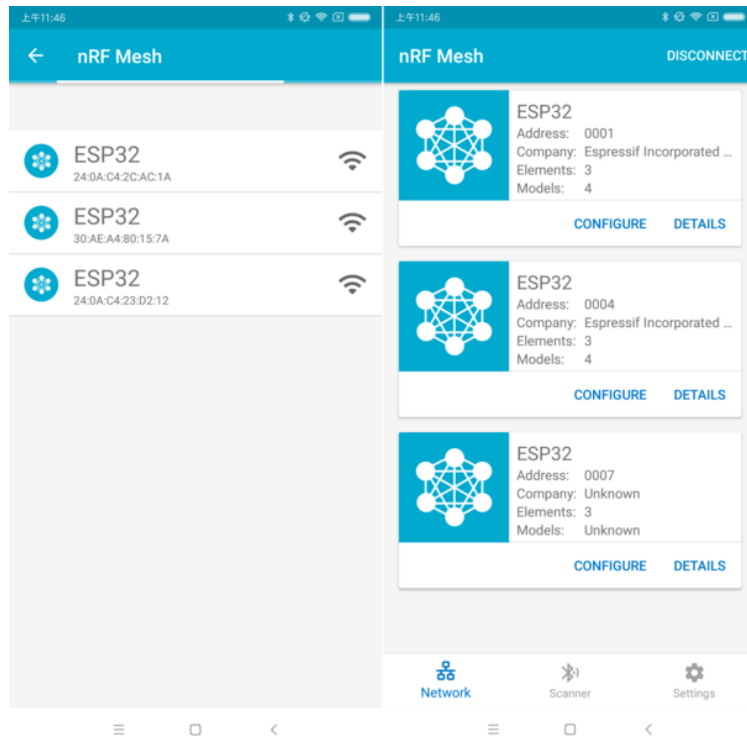 上午11:46
nRF Mesh
ESP32
24:0A:C4:2C:AC:1A
ESP32
30:AE:A4:80:15:7A
ESP32
24:0A:C4:23:D2:12
上午11:46
nRF Mesh DISCONNECT
ESP32
Address: 0001
Company: Espressif Incorporated ...
Elements: 3
Models: 4
CONFIGURE DETAILS
ESP32
Address: 0004
Company: Espressif Incorporated ...
Elements: 3
Models: 4
CONFIGURE DETAILS
ESP32
Address: 0007
Company: Unknown
Elements: 3
Models: Unknown
CONFIGURE DETAILS
Network Scanner Settings